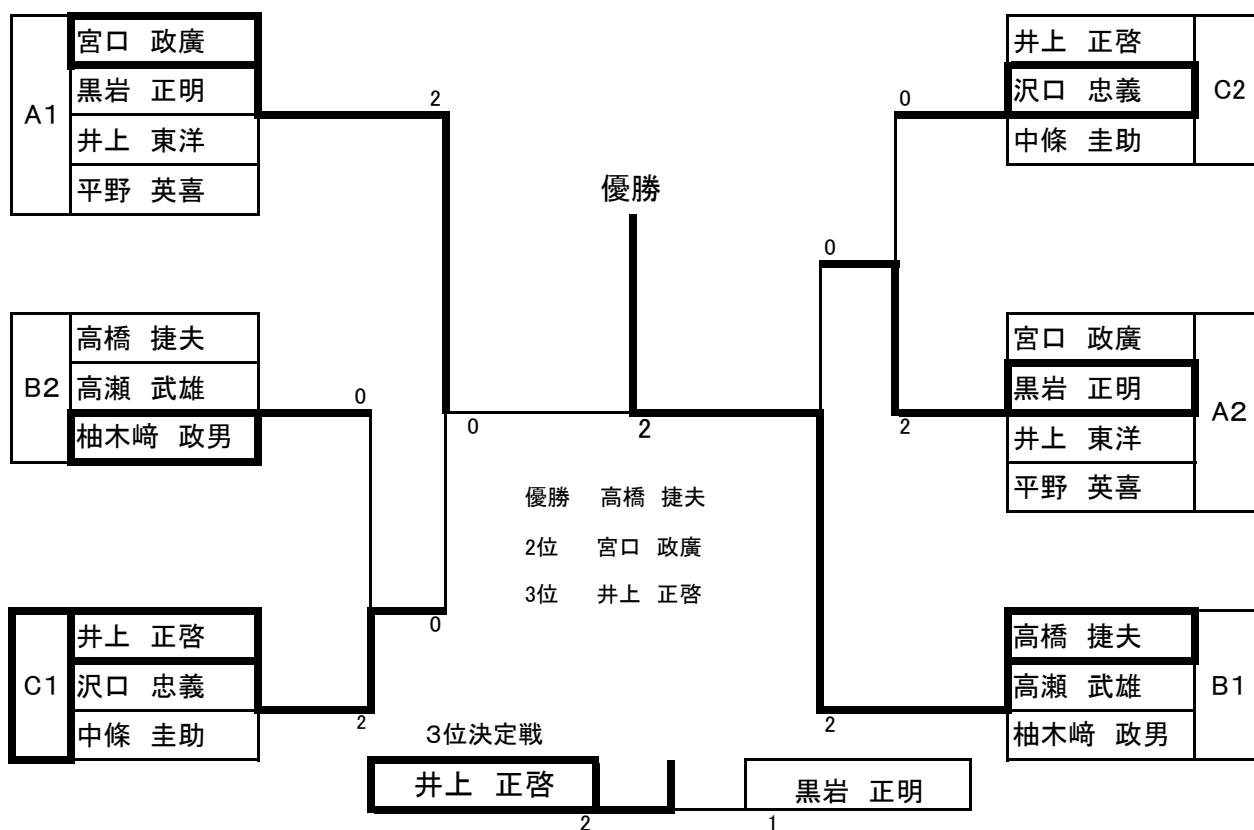 A1
宮口 政廣
黒岩 正明
井上 東洋
平野 英喜
2
B2
高橋 捷夫
高瀬 武雄
柚木﨑 政男
0
C1
井上 正啓
沢口 忠義
中條 圭助
2
0
0
優勝
2
優勝 高橋 捷夫
2位 宮口 政廣
3位 井上 正啓
井上 正啓
沢口 忠義
中條 圭助
C2
0
0
宮口 政廣
黒岩 正明
井上 東洋
平野 英喜
A2
2
高橋 捷夫
高瀬 武雄
柚木﨑 政男
B1
2
3位決定戦
井上 正啓
黒岩 正明
2
1